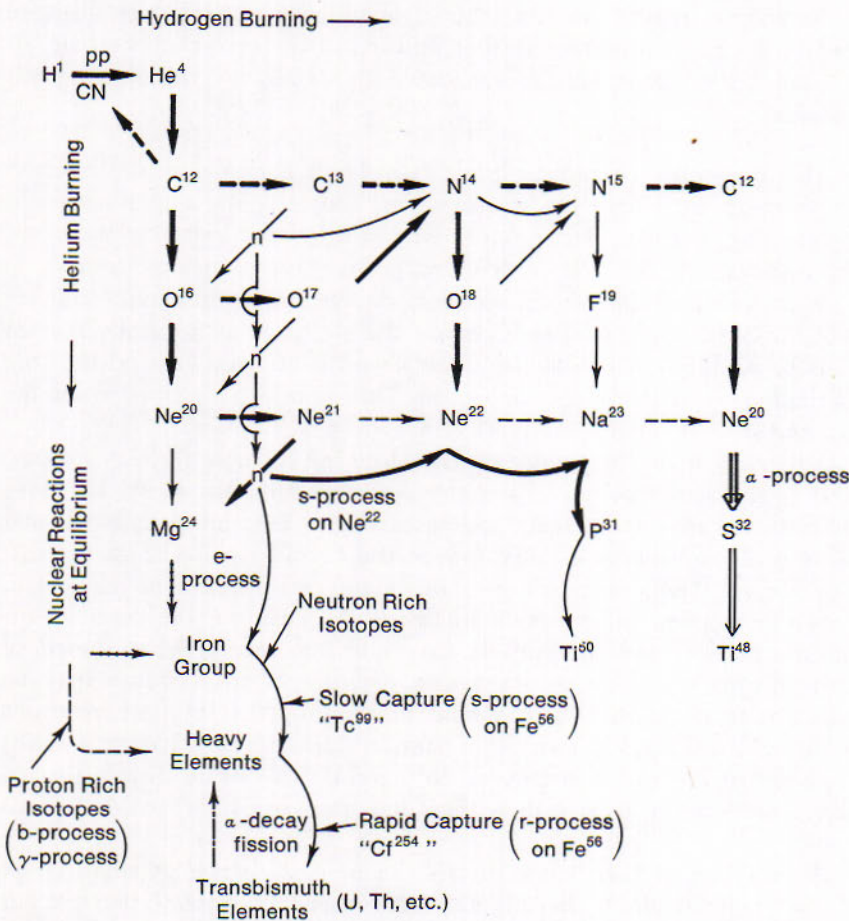 Hydrogen Burning
pp
H¹ He⁴
CN
C¹² C¹³ N¹⁴ N¹⁵ C¹²
Helium Burning
n
O¹⁶ O¹⁷ O¹⁸ F¹⁹
n
Ne²⁰ Ne²¹ Ne²² Na²³ Ne²⁰
n
s-process
on Ne²²
α -process
Nuclear Reactions
at Equilibrium
Mg²⁴ P³¹ S³²
e-
process
Neutron Rich
Isotopes
Iron
Group
Ti⁵⁰ Ti⁴⁸
Slow Capture (s-process
"Tc⁹⁹" on Fe⁵⁶)
Heavy
Elements
Proton Rich
Isotopes
(b-process
γ-process)
α-decay
fission
Rapid Capture (r-process
"Cf²⁵⁴ " on Fe⁵⁶)
Transbismuth
Elements
(U, Th, etc.)